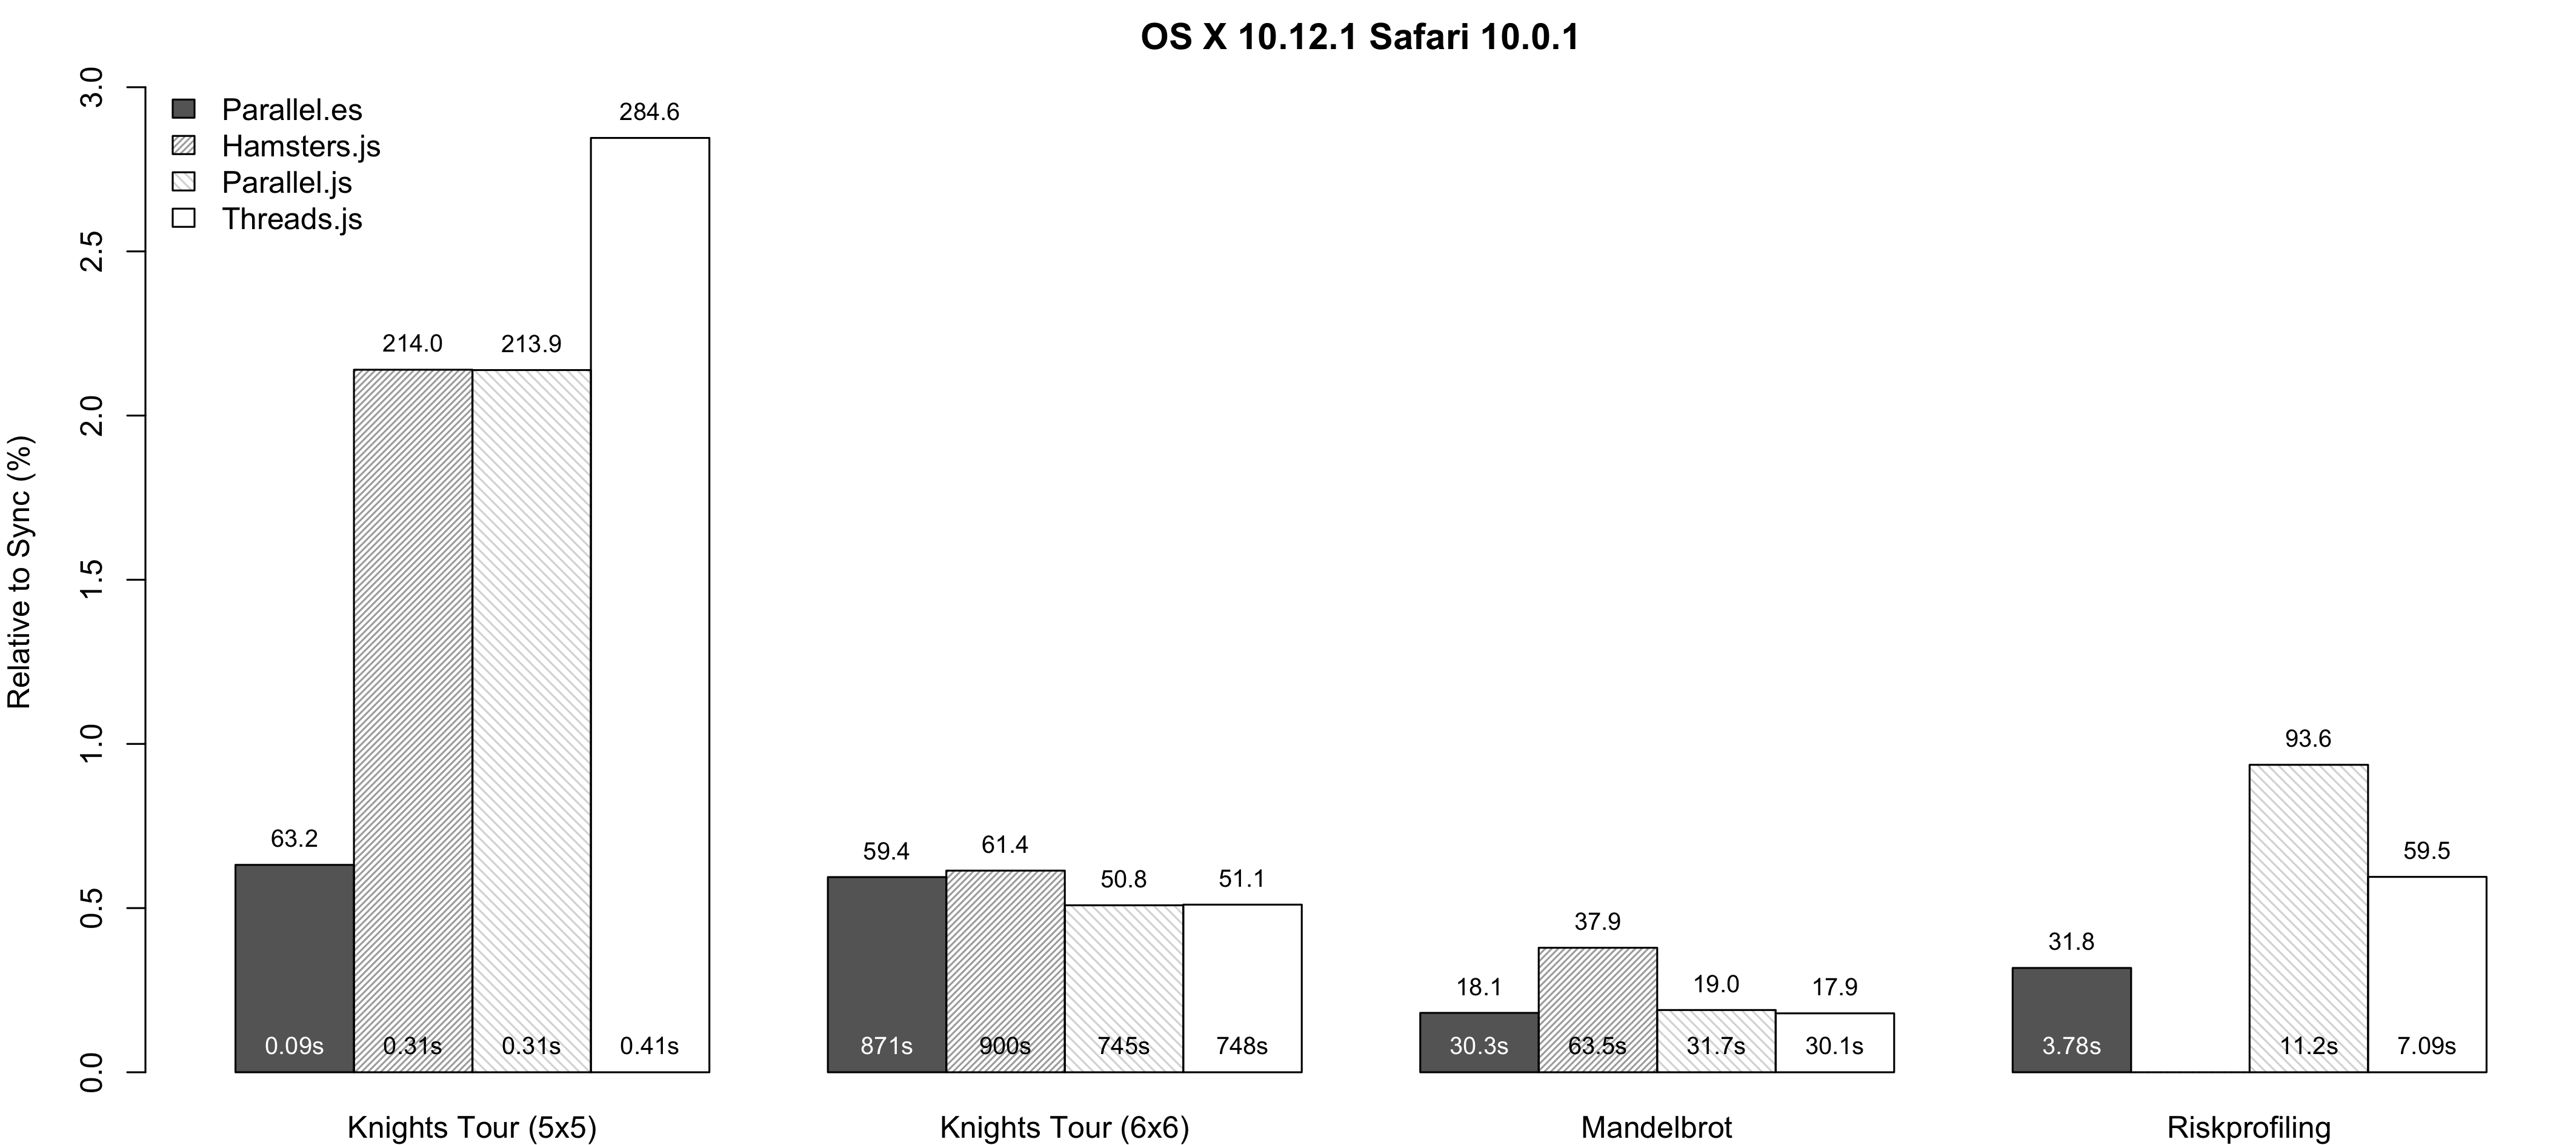 OS X 10.12.1 Safari 10.0.1
Relative to Sync (%)
3.0
2.5
2.0
1.5
1.0
0.5
0.0
Parallel.es
Hamsters.js
Parallel.js
Threads.js
63.2
214.0
213.9
284.6
0.09s
0.31s
0.31s
0.41s
Knights Tour (5x5)
59.4
61.4
50.8
51.1
871s
900s
745s
748s
Knights Tour (6x6)
18.1
37.9
19.0
17.9
30.3s
63.5s
31.7s
30.1s
Mandelbrot
31.8
93.6
59.5
3.78s
11.2s
7.09s
Riskprofiling